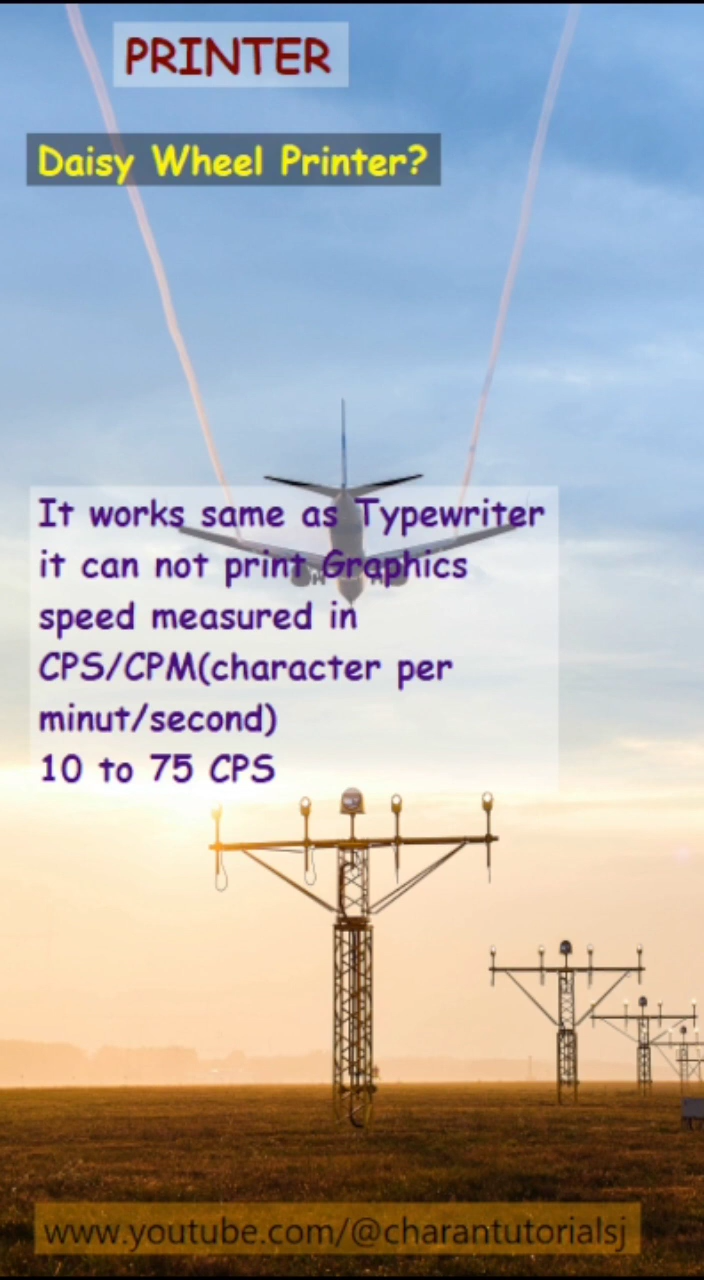 PRINTER
Daisy Wheel Printer?
It works same as Typewriter
it can not print Graphics
speed measured in
CPS/CPM(character per
minut/second)
10 to 75 CPS
www.youtube.com/@charantutorialsj